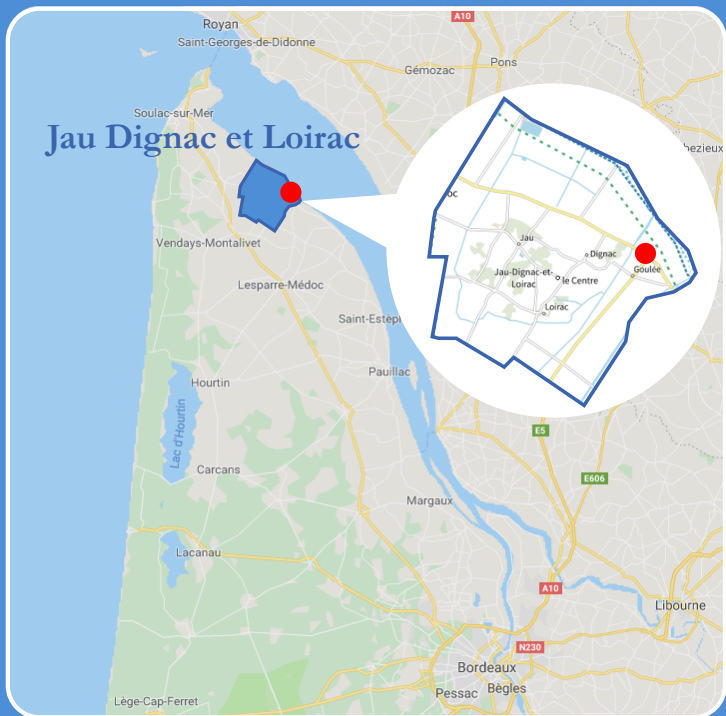 A10
Royan
Saint-Georges-de-Didonne
Pons
Gémozac
Soulac-sur-Mer
Jau Dignac et Loirac
bezieux
OC
Jau
Dignac
Vendays-Montalivet
Goulée
Jau-Dignac-et-
Loirac
le Centre
Lesparre-Médoc
Loirac
Saint-Estèp
Pauillac
Hourtin
Lac d'Hourtin
E5
Carcans
E606
Margaux
Lacanau
A10
Libourne
N230
Bordeaux
Pessac
Bègles
Lège-Cap-Ferret